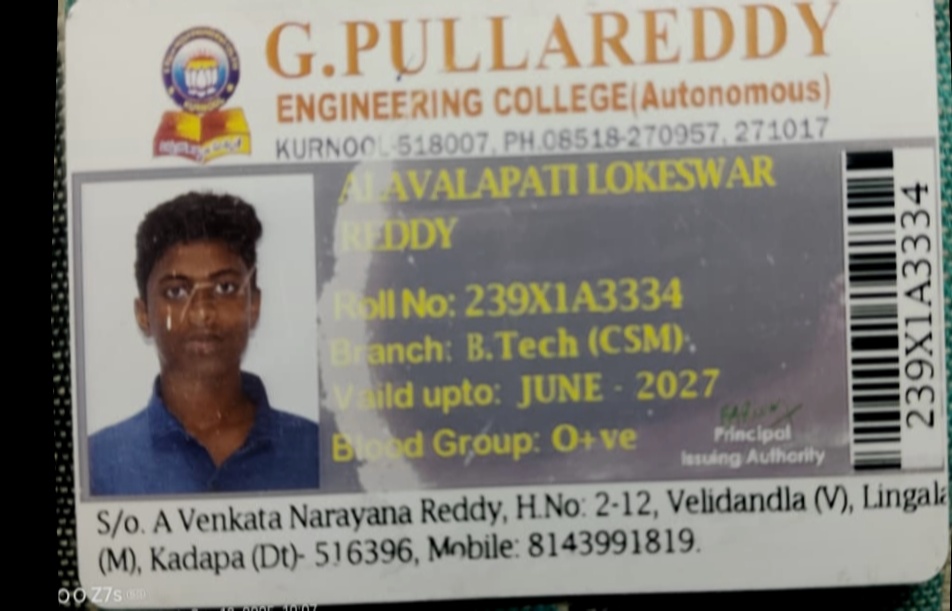 G.PULLAREDDY
ENGINEERING COLLEGE(Autonomous)
KURNOOL-518007, PH.08518-270957, 271017
ALAVALAPATI LOKESWAR
REDDY
Roll No: 239X1A3334
Branch: B.Tech (CSM).
Vaild upto: JUNE - 2027
Blood Group: O+ve
Principal
Issuing Authority
239X1A3334
S/o. A Venkata Narayana Reddy, H.No: 2-12, Velidandla (V), Lingala
(M), Kadapa (Dt)- 516396, Mobile: 8143991819.
Z7s